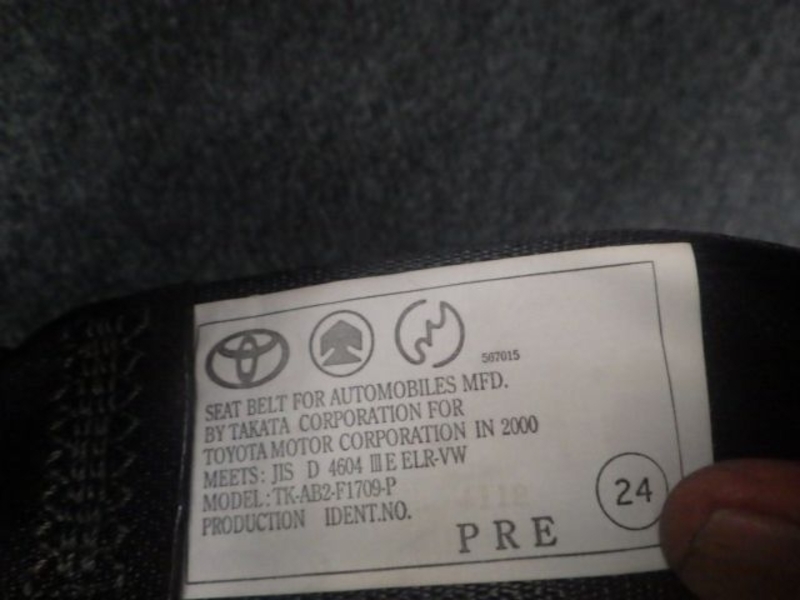 567015
SEAT BELT FOR AUTOMOBILES MFD.
BY TAKATA CORPORATION FOR
TOYOTA MOTOR CORPORATION IN 2000
MEETS: JIS D 4604 III E ELR-VW
MODEL: TK-AB2-F1709-P
PRODUCTION IDENT.NO.
PRE
24